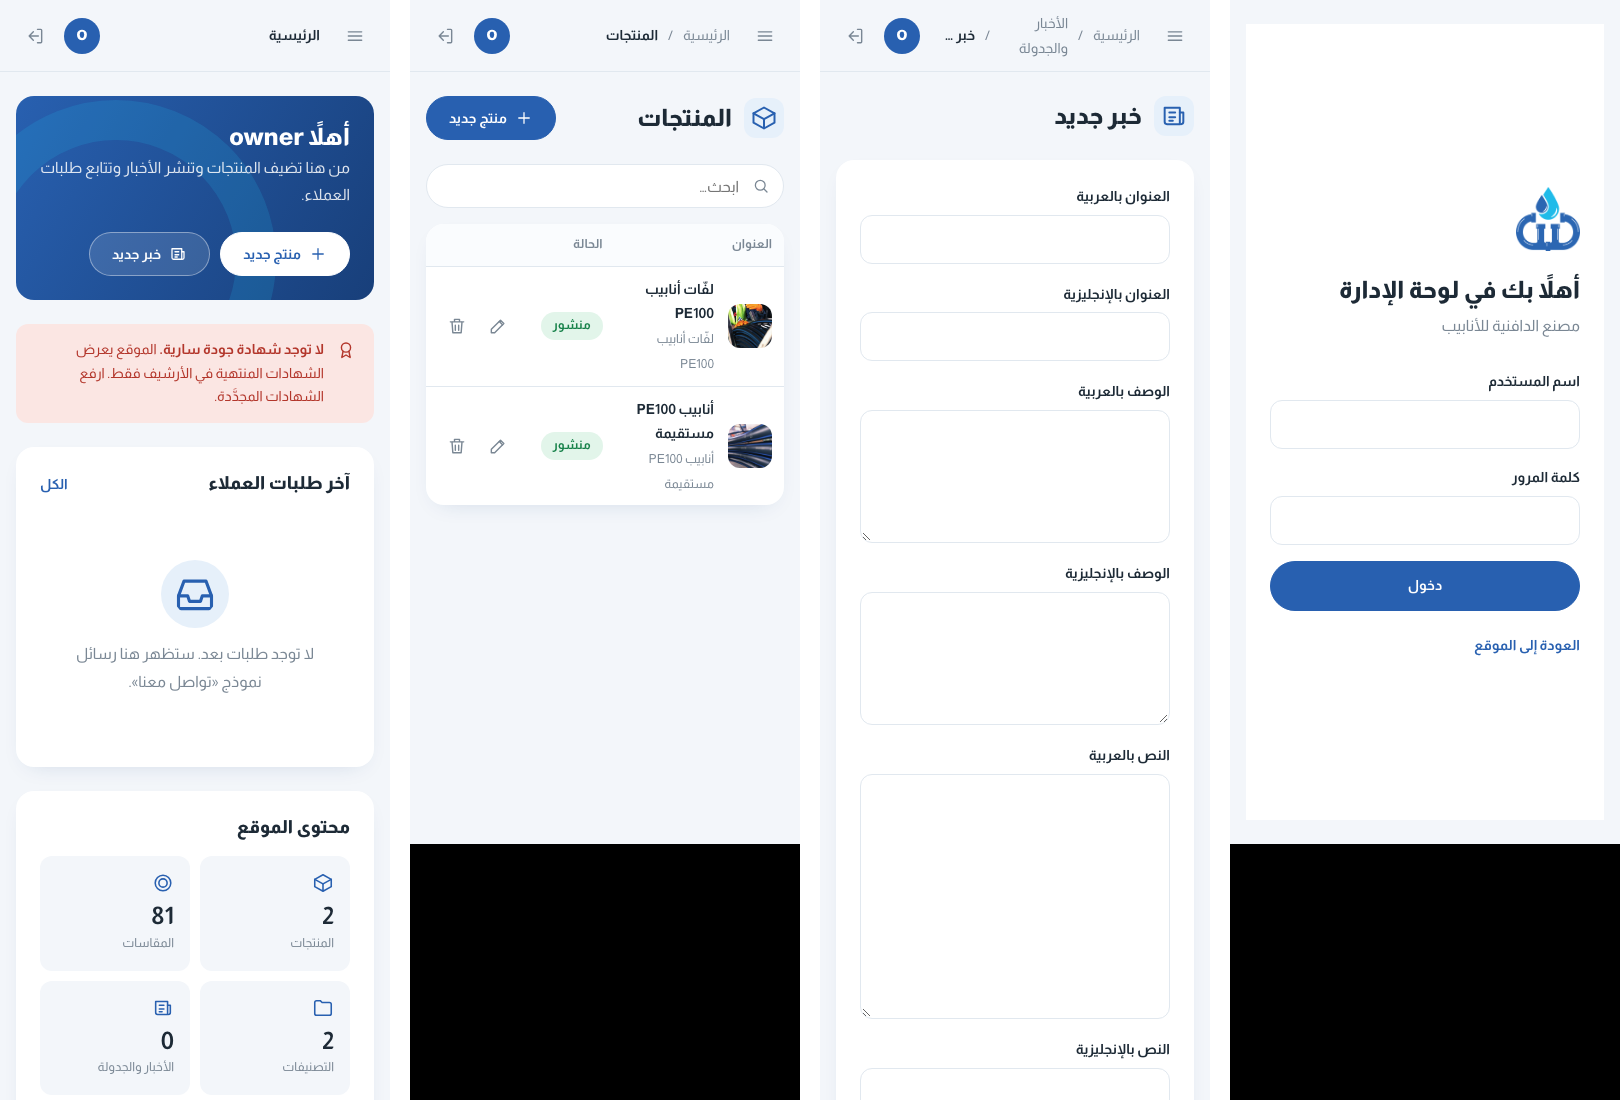 الرئيسية
O
أهلاً owner
من هنا تضيف المنتجات وتنشر الأخبار وتتابع طلبات
العملاء.
منتج جديد
خبر جديد
لا توجد شهادة جودة سارية. الموقع يعرض
الشهادات المنتهية في الأرشيف فقط. ارفع
الشهادات المجدَّدة.
آخر طلبات العملاء
الكل
لا توجد طلبات بعد. ستظهر هنا رسائل
نموذج «تواصل معنا».
محتوى الموقع
2
المنتجات
81
المقاسات
2
التصنيفات
0
الأخبار والجدولة
الرئيسية / المنتجات
O
المنتجات
منتج جديد
ابحث...
العنوان
الحالة
لفّات أنابيب
PE100
لفّات أنابيب
PE100
منشور
أنابيب PE100
مستقيمة
أنابيب PE100
مستقيمة
منشور
الرئيسية / الأخبار
والجدولة / خبر ...
O
خبر جديد
العنوان بالعربية
العنوان بالإنجليزية
الوصف بالعربية
الوصف بالإنجليزية
النص بالعربية
النص بالإنجليزية
أهلاً بك في لوحة الإدارة
مصنع الدافنية للأنابيب
اسم المستخدم
كلمة المرور
دخول
العودة إلى الموقع